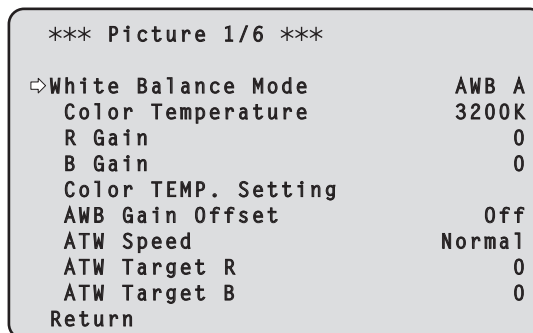 *** Picture 1/6 ***
⇨White Balance Mode AWB A
Color Temperature 3200K
R Gain 0
B Gain 0
Color TEMP. Setting
AWB Gain Offset Off
ATW Speed Normal
ATW Target R 0
ATW Target B 0
Return